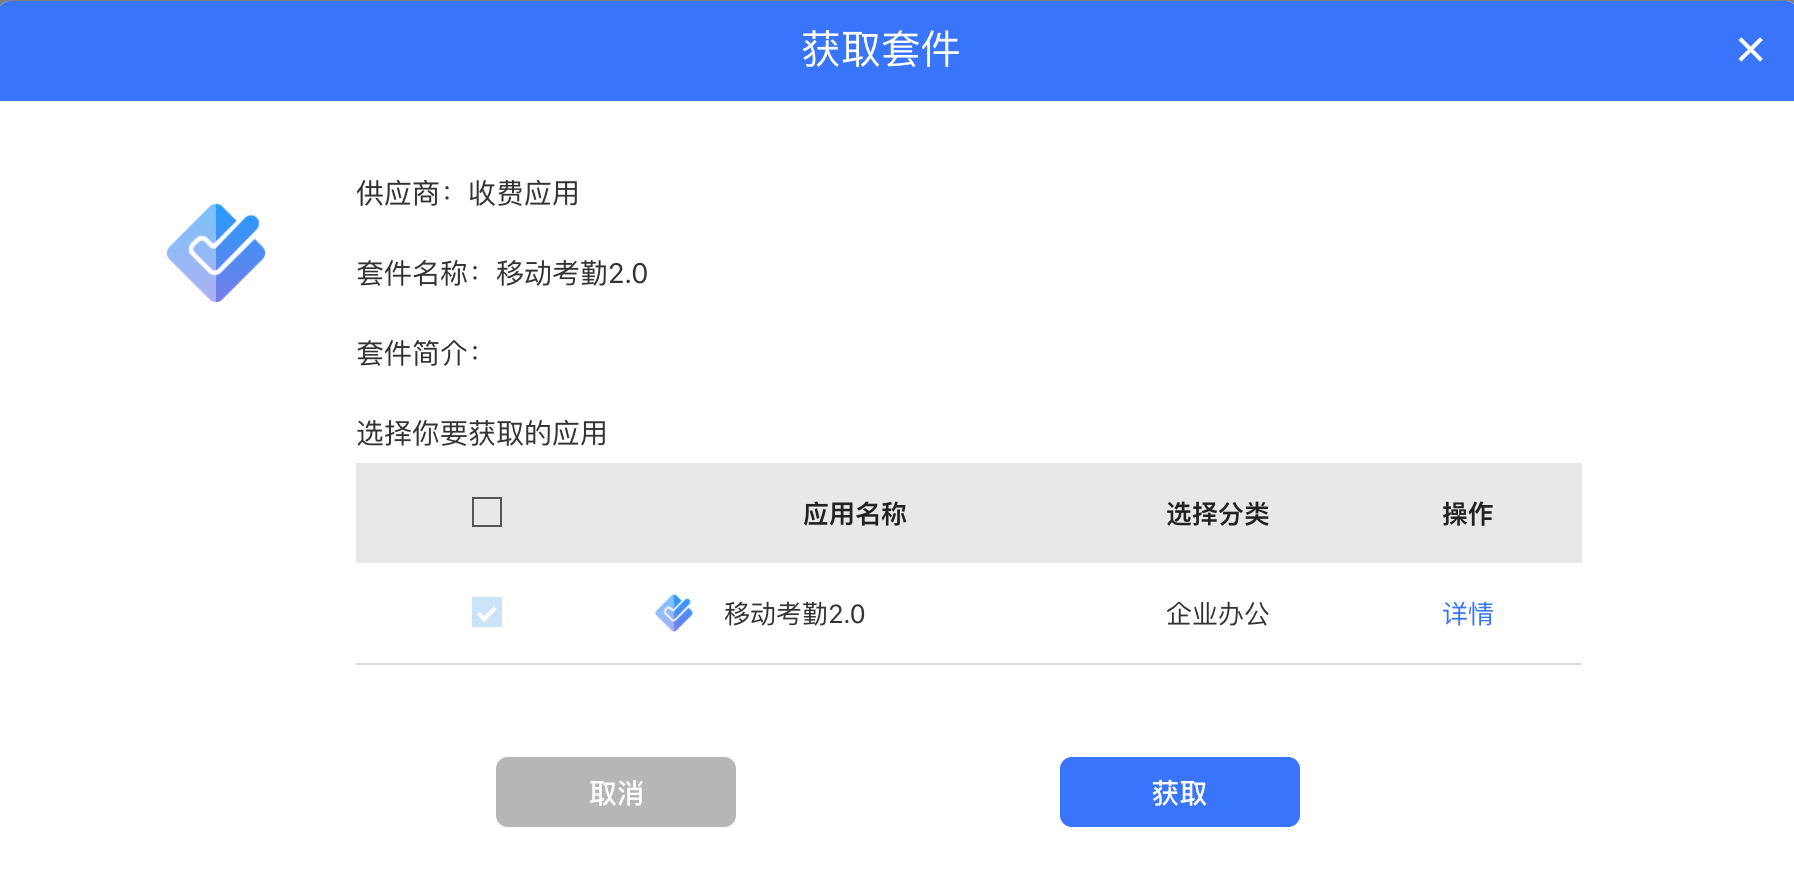 获取套件
供应商：收费应用
套件名称：移动考勤2.0
套件简介：
选择你要获取的应用
应用名称 选择分类 操作
移动考勤2.0 企业办公 详情
取消 获取